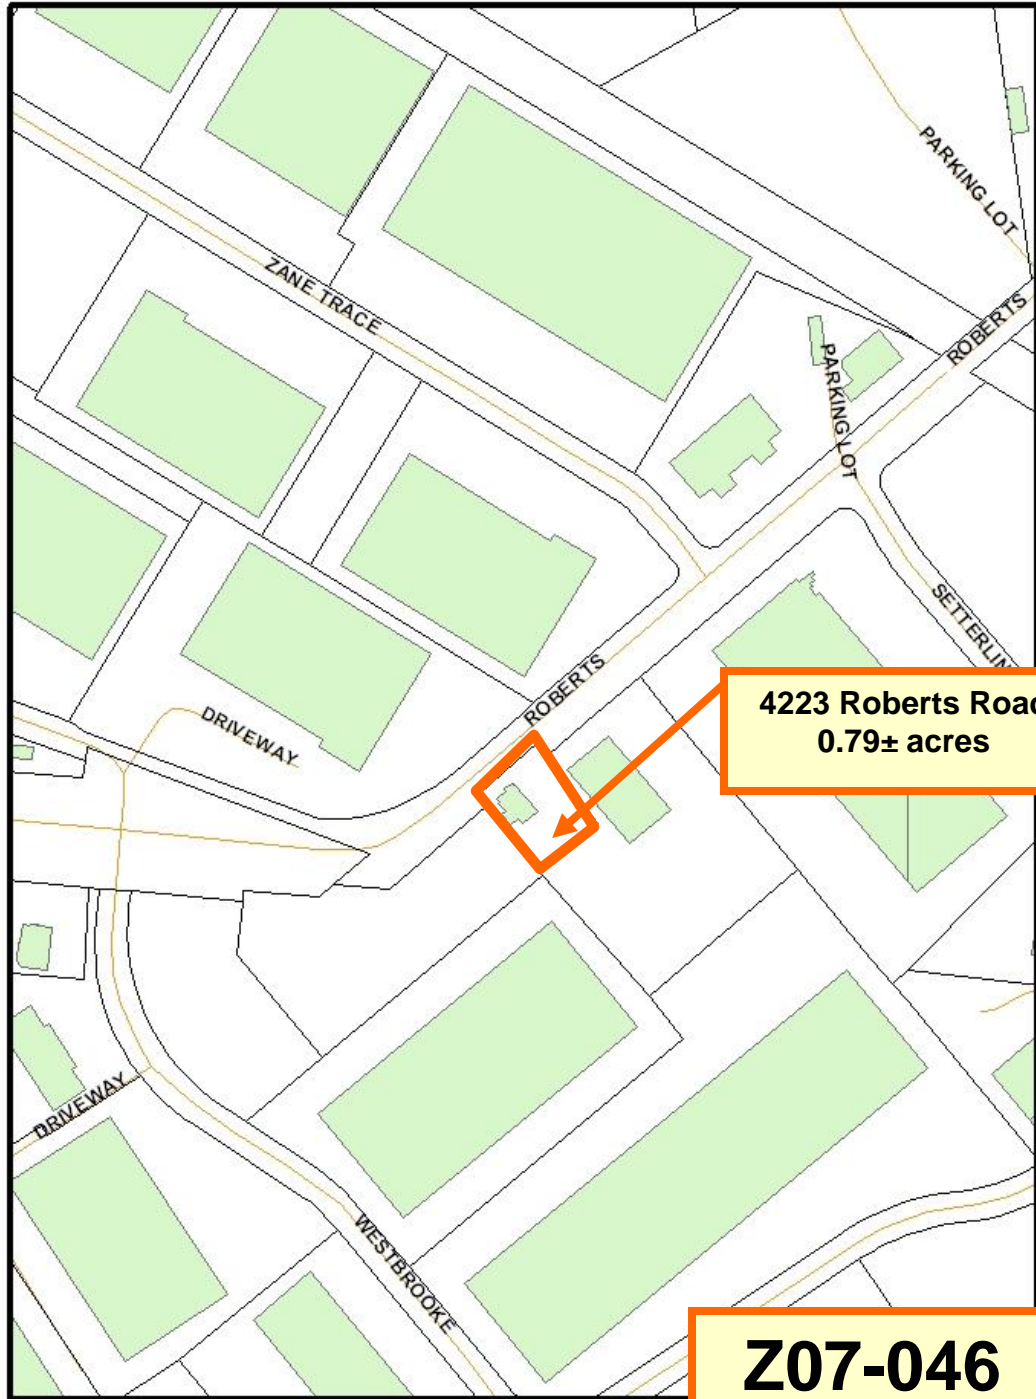 PARKING LOT
ZANE TRACE
ROBERTS
PARKING LOT
SETTERLIN
ROBERTS
4223 Roberts Road
0.79± acres
DRIVEWAY
DRIVEWAY
WESTBROOKE
Z07-046